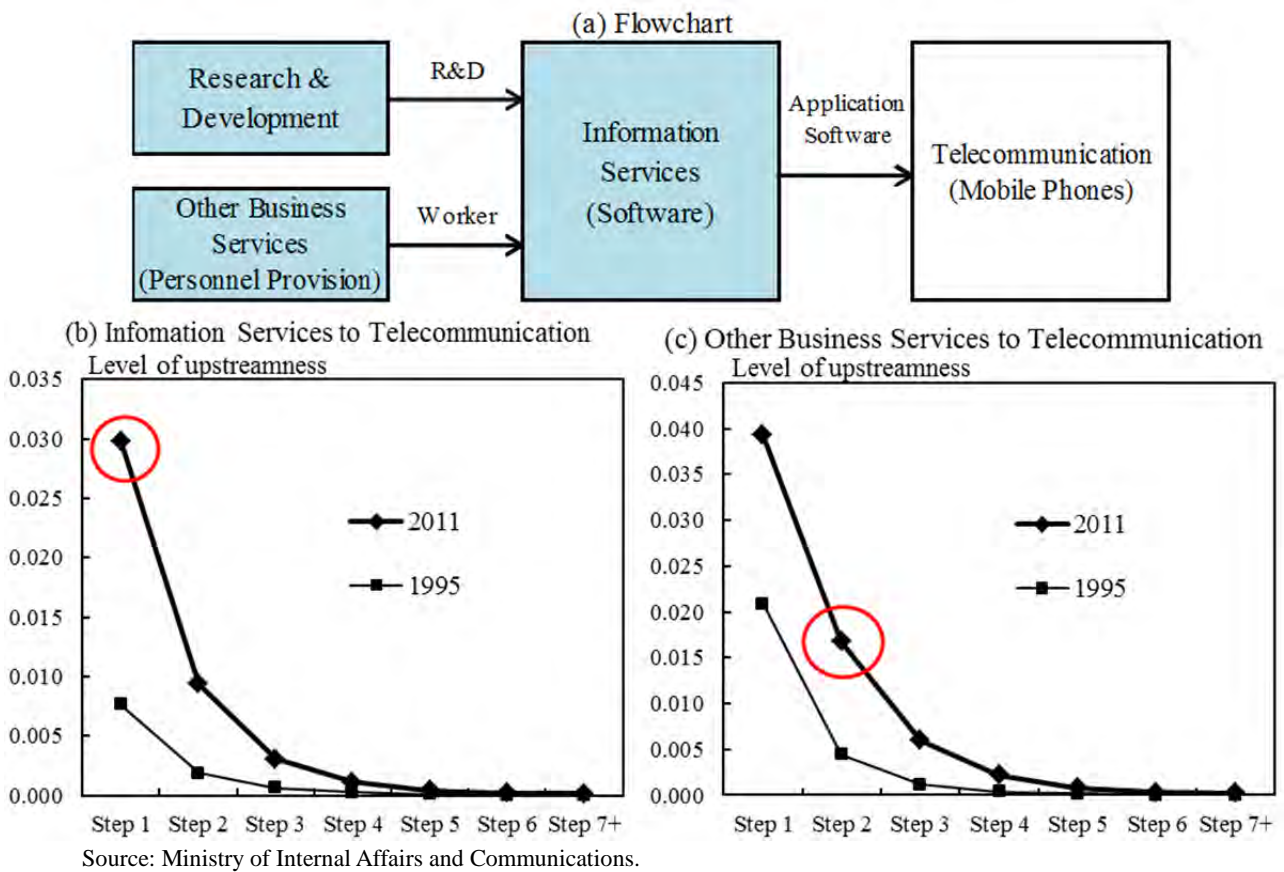 (a) Flowchart
Research &
Development
R&D
Other Business
Services
(Personnel Provision)
Worker
Information
Services
(Software)
Application
Software
Telecommunication
(Mobile Phones)
(b) Infomation Services to Telecommunication
Level of upstreamness
0.035
0.030
0.025
0.020
0.015
0.010
0.005
0.000
2011
1995
Step 1 Step 2 Step 3 Step 4 Step 5 Step 6 Step 7+
(c) Other Business Services to Telecommunication
Level of upstreamness
0.045
0.040
0.035
0.030
0.025
0.020
0.015
0.010
0.005
0.000
2011
1995
Step 1 Step 2 Step 3 Step 4 Step 5 Step 6 Step 7+
Source: Ministry of Internal Affairs and Communications.